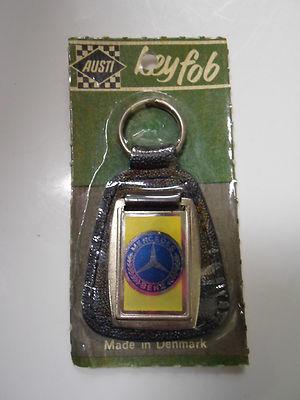 AUSTI
keyfob
MERCEDES
BENZ
Made in Denmark